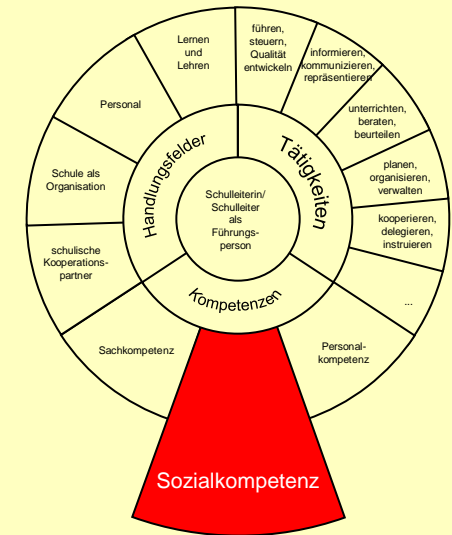 Lernen
und
Lehren
führen,
steuern,
Qualität
entwickeln
informieren,
kommunizieren,
repräsentieren
unterrichten,
beraten,
beurteilen
planen,
organisieren,
verwalten
kooperieren,
delegieren,
instruieren
...
Personal-
kompetenz
Sozialkompetenz
Sachkompetenz
schulische
Kooperations-
partner
Schule als
Organisation
Personal
Handlungsfelder
Tätigkeiten
Kompetenzen
Schulleiterin/
Schulleiter
als
Führungs-
person